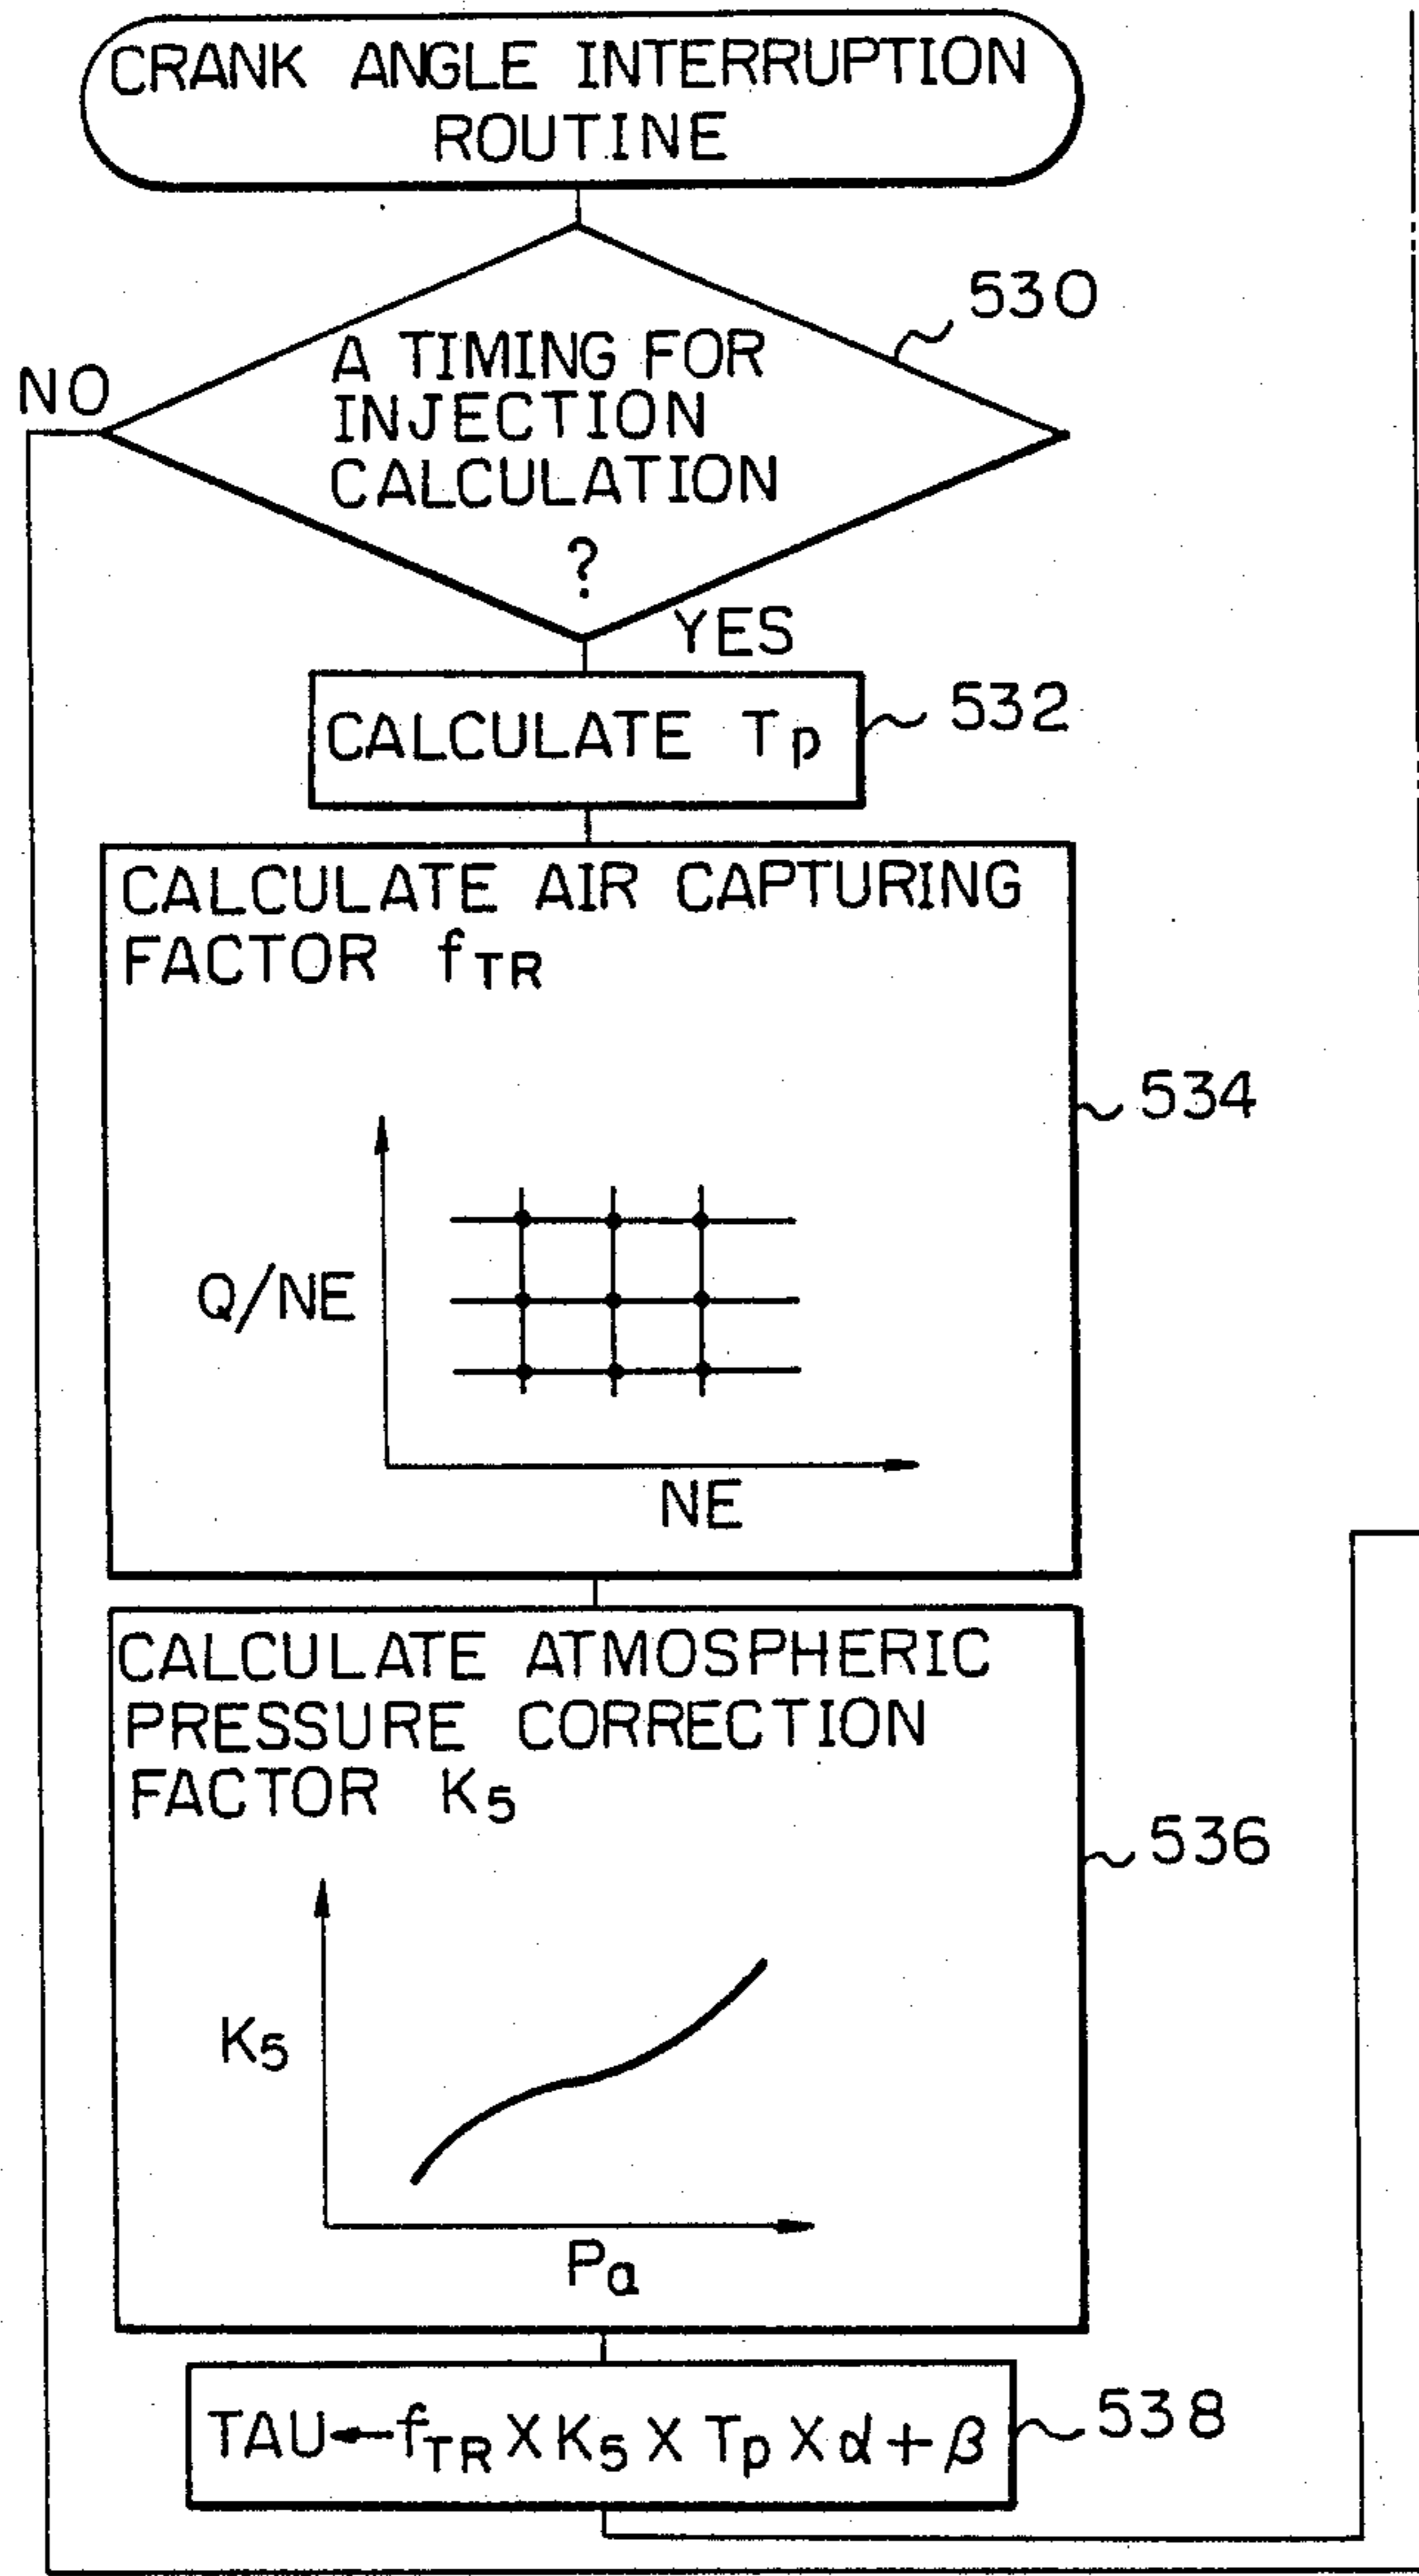 CRANK ANGLE INTERRUPTION
ROUTINE
530
A TIMING FOR
INJECTION
CALCULATION
?
NO
YES
CALCULATE Tp
532
CALCULATE AIR CAPTURING
FACTOR fTR
534
Q/NE
NE
CALCULATE ATMOSPHERIC
PRESSURE CORRECTION
FACTOR K5
536
K5
Pa
TAU←fTR X K5 X Tp X α + β
538